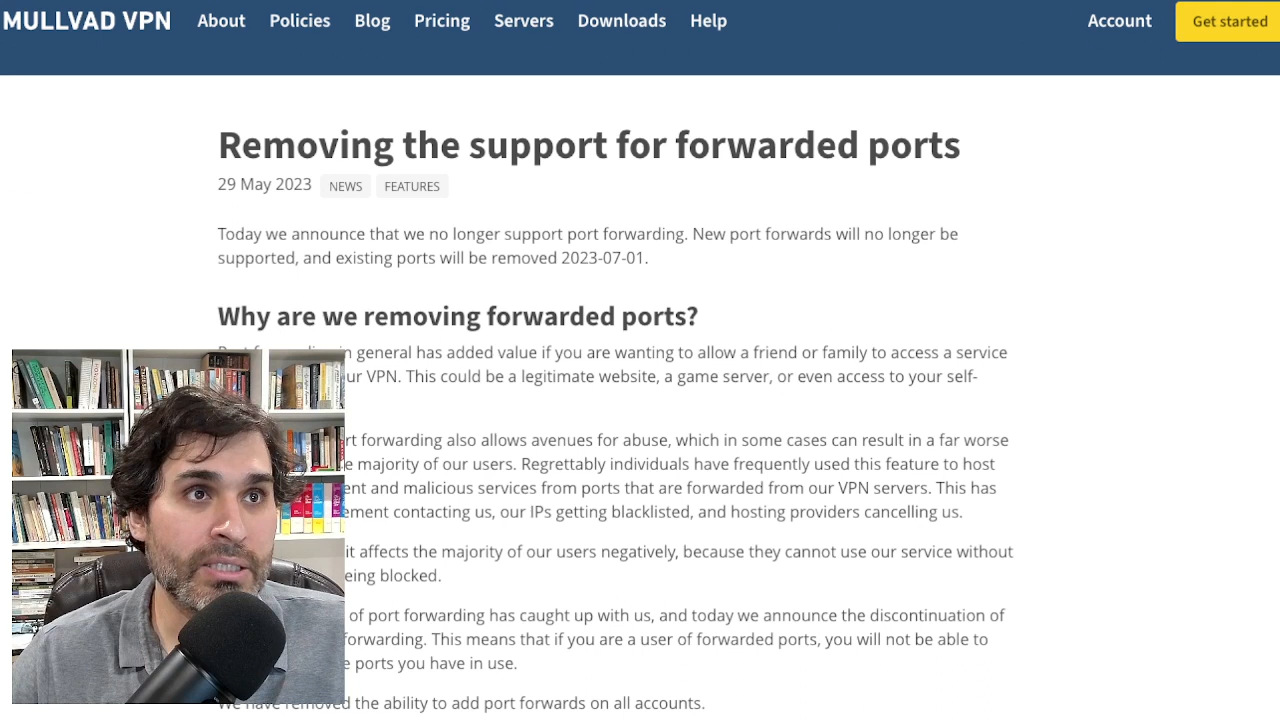 MULLVAD VPN About Policies Blog Pricing Servers Downloads Help Account Get started
Removing the support for forwarded ports
29 May 2023 NEWS FEATURES
Today we announce that we no longer support port forwarding. New port forwards will no longer be
supported, and existing ports will be removed 2023-07-01.
Why are we removing forwarded ports?
general has added value if you are wanting to allow a friend or family to access a service
VPN. This could be a legitimate website, a game server, or even access to your self-
forwarding also allows avenues for abuse, which in some cases can result in a far worse
majority of our users. Regrettably individuals have frequently used this feature to host
and malicious services from ports that are forwarded from our VPN servers. This has
contacting us, our IPs getting blacklisted, and hosting providers cancelling us.
it affects the majority of our users negatively, because they cannot use our service without
blocked.
of port forwarding has caught up with us, and today we announce the discontinuation of
forwarding. This means that if you are a user of forwarded ports, you will not be able to
ports you have in use.
We have removed the ability to add port forwards on all accounts.